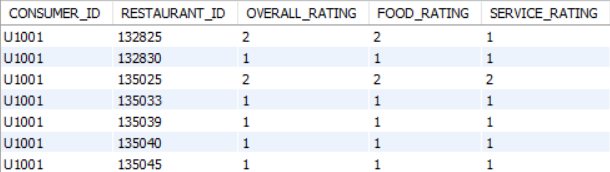 CONSUMER_ID RESTAURANT_ID OVERALL_RATING FOOD_RATING SERVICE_RATING
U1001 132825 2 2 1
U1001 132830 1 1 1
U1001 135025 2 2 2
U1001 135033 1 1 1
U1001 135039 1 1 1
U1001 135040 1 1 1
U1001 135045 1 1 1